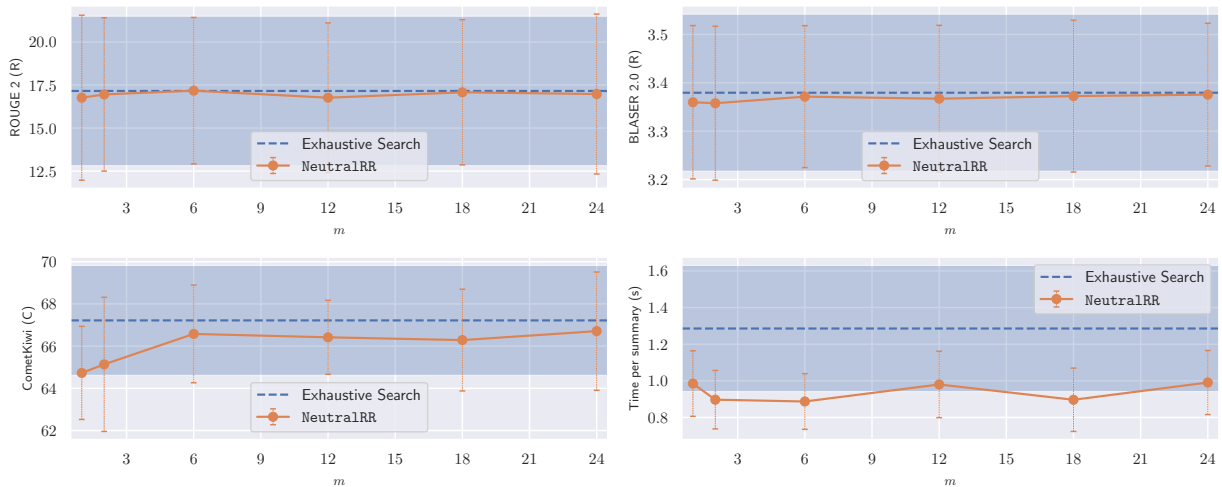 ROUGE 2 (R)
20.0
17.5
15.0
12.5
Exhaustive Search
NeutralRR
3 6 9 12 15 18 21 24
m
BLASER 2.0 (R)
3.5
3.4
3.3
3.2
Exhaustive Search
NeutralRR
3 6 9 12 15 18 21 24
m
CometKiwi (C)
70
68
66
64
62
Exhaustive Search
NeutralRR
3 6 9 12 15 18 21 24
m
Time per summary (s)
1.6
1.4
1.2
1.0
0.8
Exhaustive Search
NeutralRR
3 6 9 12 15 18 21 24
m